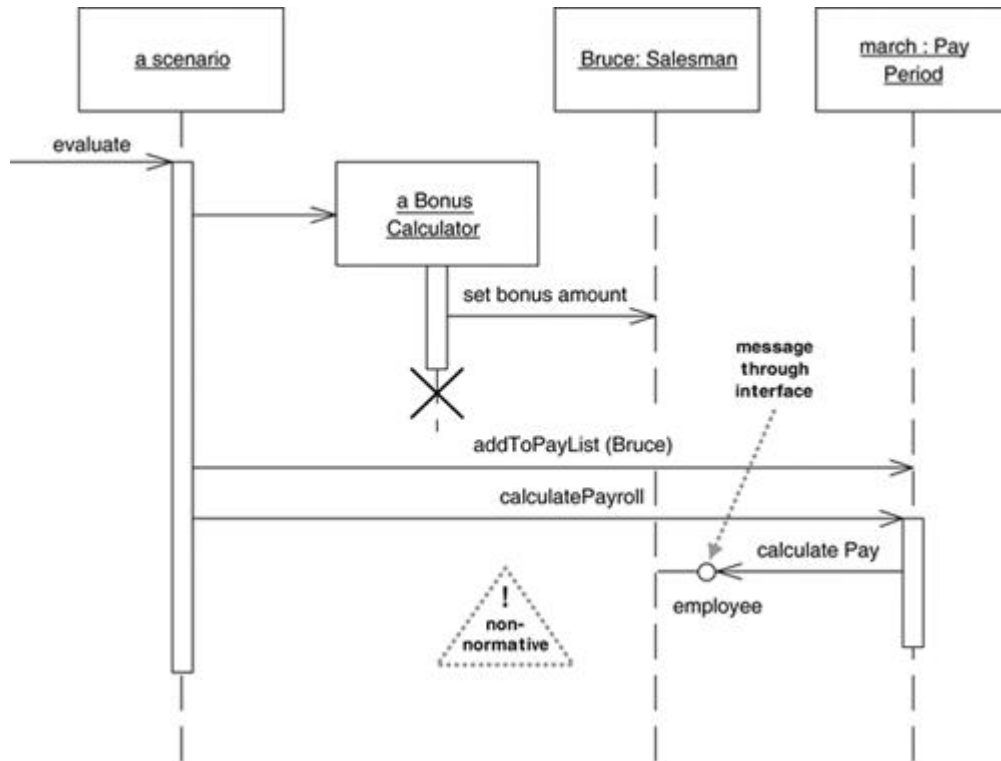 a scenario
Bruce: Salesman
march : Pay
Period
evaluate
a Bonus
Calculator
set bonus amount
message
through
interface
addToPayList (Bruce)
calculatePayroll
calculate Pay
employee
!
non-
normative